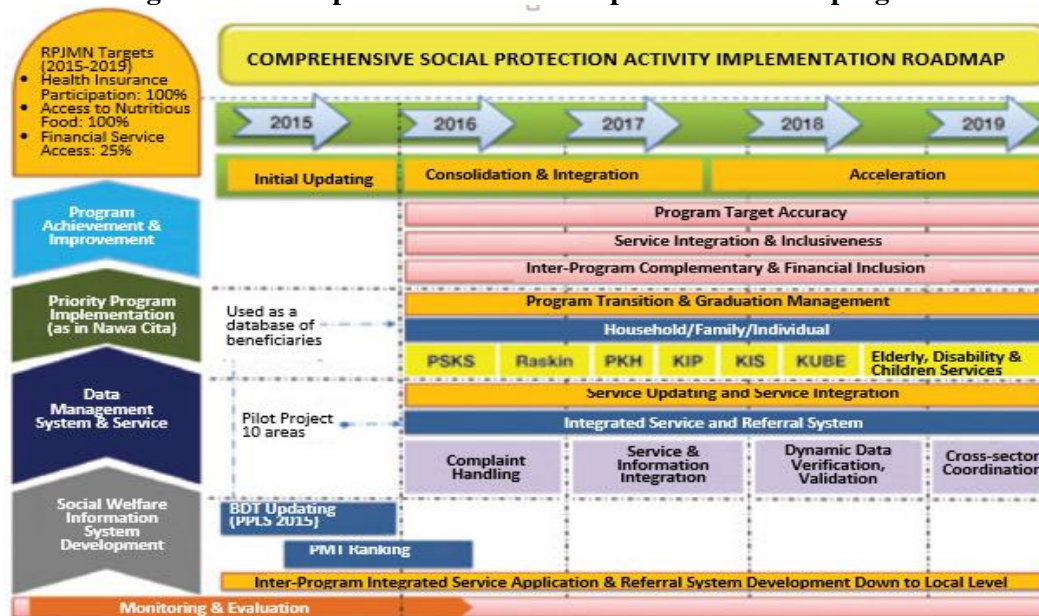 RPJMN Targets
(2015-2019)
• Health Insurance
Participation: 100%
• Access to Nutritious
Food: 100%
• Financial Service
Access: 25%
COMPREHENSIVE SOCIAL PROTECTION ACTIVITY IMPLEMENTATION ROADMAP
2015
2016
2017
2018
2019
Initial Updating
Consolidation & Integration
Acceleration
Program
Achievement &
Improvement
Program Target Accuracy
Service Integration & Inclusiveness
Inter-Program Complementary & Financial Inclusion
Priority Program
Implementation
(as in Nawa Cita)
Used as a
database of
beneficiaries
Program Transition & Graduation Management
Household/Family/Individual
PSKS
Raskin
PKH
KIP
KIS
KUBE
Elderly, Disability &
Children Services
Data
Management
System & Service
Pilot Project
10 areas
Service Updating and Service Integration
Integrated Service and Referral System
Complaint
Handling
Service &
Information
Integration
Dynamic Data
Verification,
Validation
Cross-sector
Coordination
Social Welfare
Information
System
Development
BDT Updating
(PPLS 2015)
PMT Ranking
Inter-Program Integrated Service Application & Referral System Development Down to Local Level
Monitoring & Evaluation